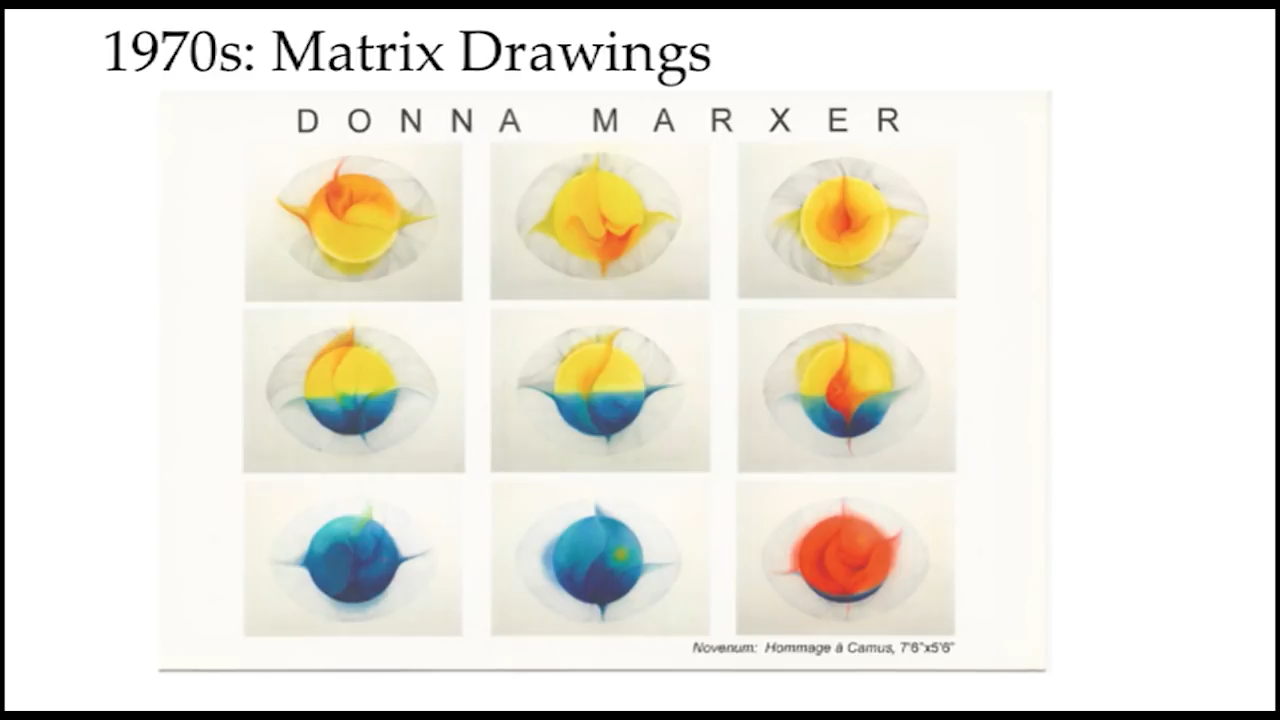 1970s: Matrix Drawings
DONNA MARXER
Novenum: Hommage à Camus, 7'6"x5'6"